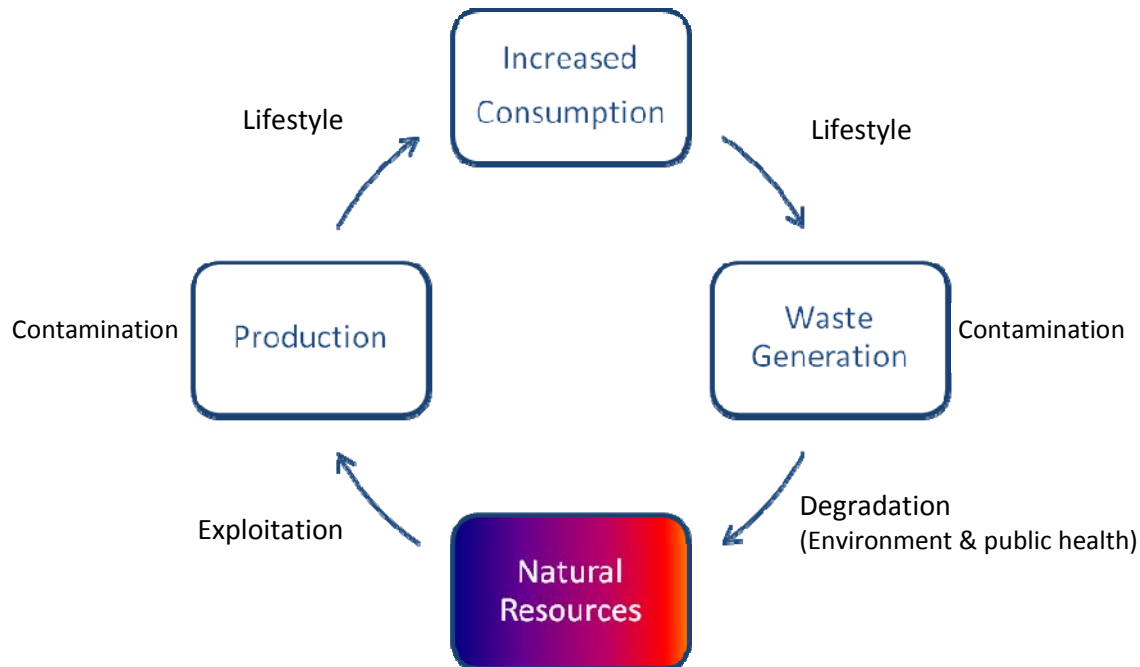 Increased
Consumption
Lifestyle
Lifestyle
Contamination
Production
Waste
Generation
Contamination
Exploitation
Degradation
(Environment & public health)
Natural
Resources